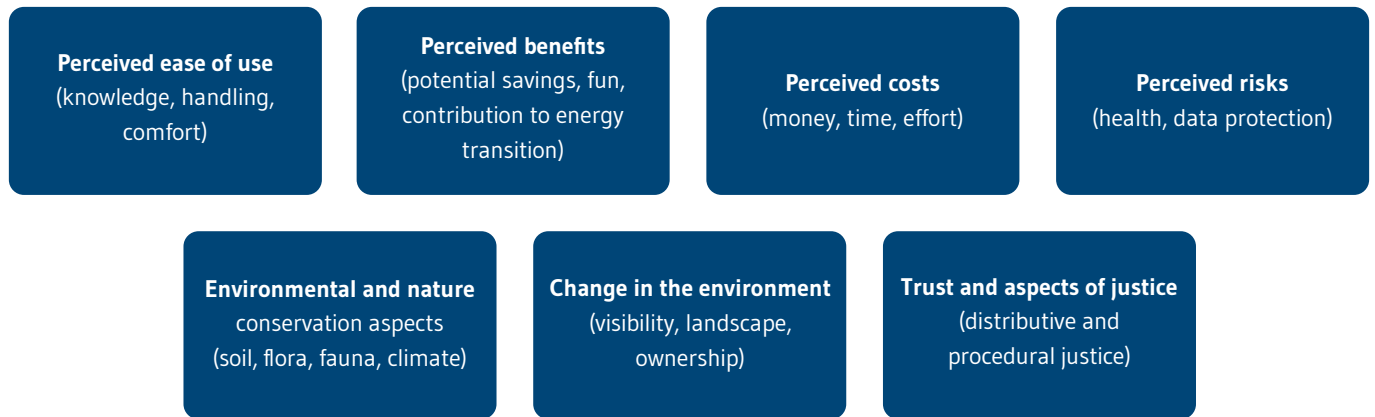 Perceived ease of use
(knowledge, handling,
comfort)
Perceived benefits
(potential savings, fun,
contribution to energy
transition)
Perceived costs
(money, time, effort)
Perceived risks
(health, data protection)
Environmental and nature
conservation aspects
(soil, flora, fauna, climate)
Change in the environment
(visibility, landscape,
ownership)
Trust and aspects of justice
(distributive and
procedural justice)